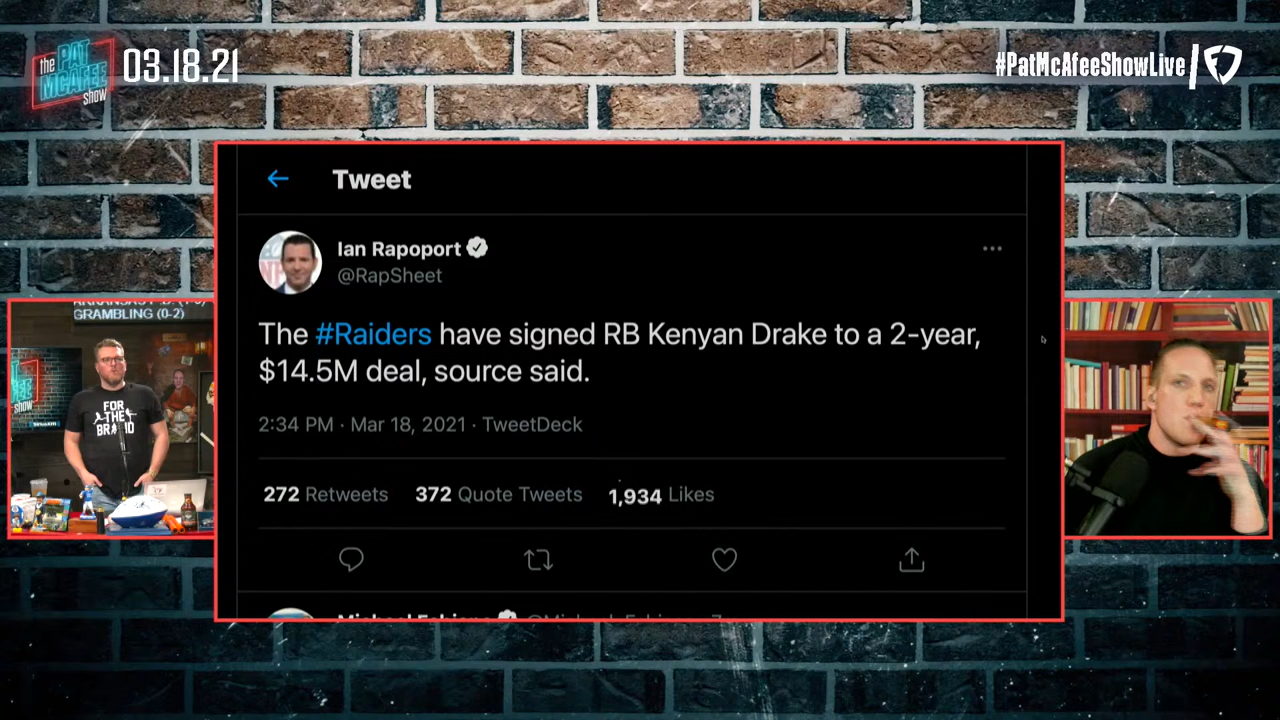 the PAT MCAFEE show
03.18.21
#PatMcAfeeShowLive
Tweet
Ian Rapoport
@RapSheet
The #Raiders have signed RB Kenyan Drake to a 2-year,
$14.5M deal, source said.
2:34 PM · Mar 18, 2021 · TweetDeck
272 Retweets 372 Quote Tweets 1,934 Likes
GRAMBLING (0-2)
show
FOR
THE
BRAND